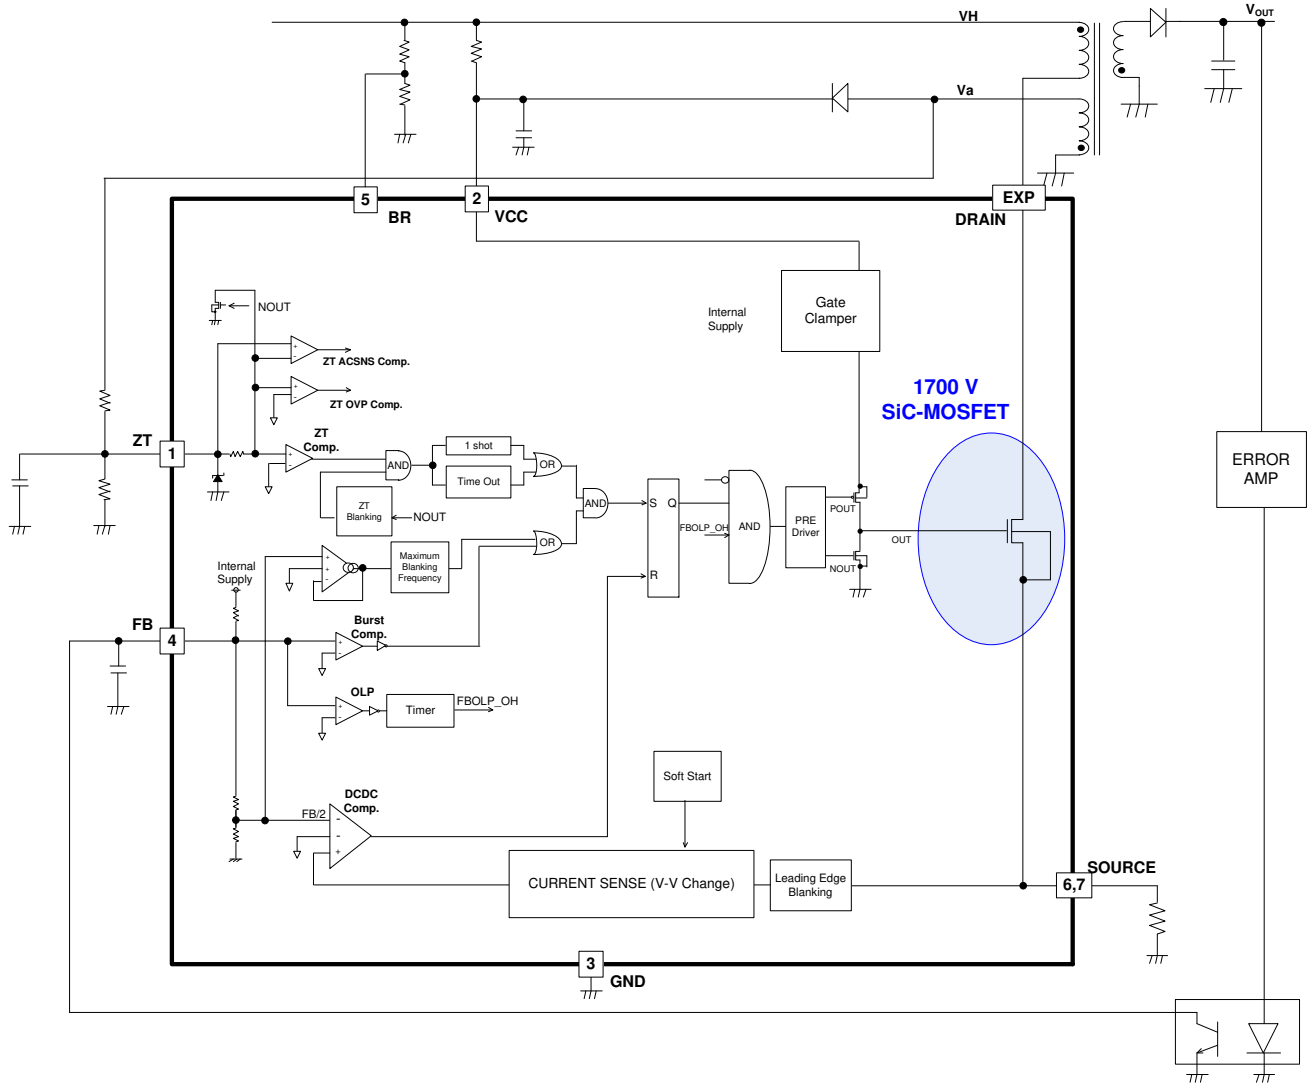 VH
VOUT
Va
5
BR
2
VCC
EXP
DRAIN
NOUT
Internal
Supply
Gate
Clamper
ZT ACSNS Comp.
ZT OVP Comp.
1700 V
SiC-MOSFET
ZT
1
ZT
Comp.
AND
1 shot
Time Out
OR
ZT
Blanking
NOUT
AND
OR
S
Q
R
FBOLP_OH
AND
PRE
Driver
POUT
NOUT
OUT
ERROR
AMP
Internal
Supply
Maximum
Blanking
Frequency
FB
4
Burst
Comp.
OLP
Timer
FBOLP_OH
Soft Start
DCDC
Comp.
FB/2
CURRENT SENSE (V-V Change)
Leading Edge
Blanking
SOURCE
6,7
3
GND